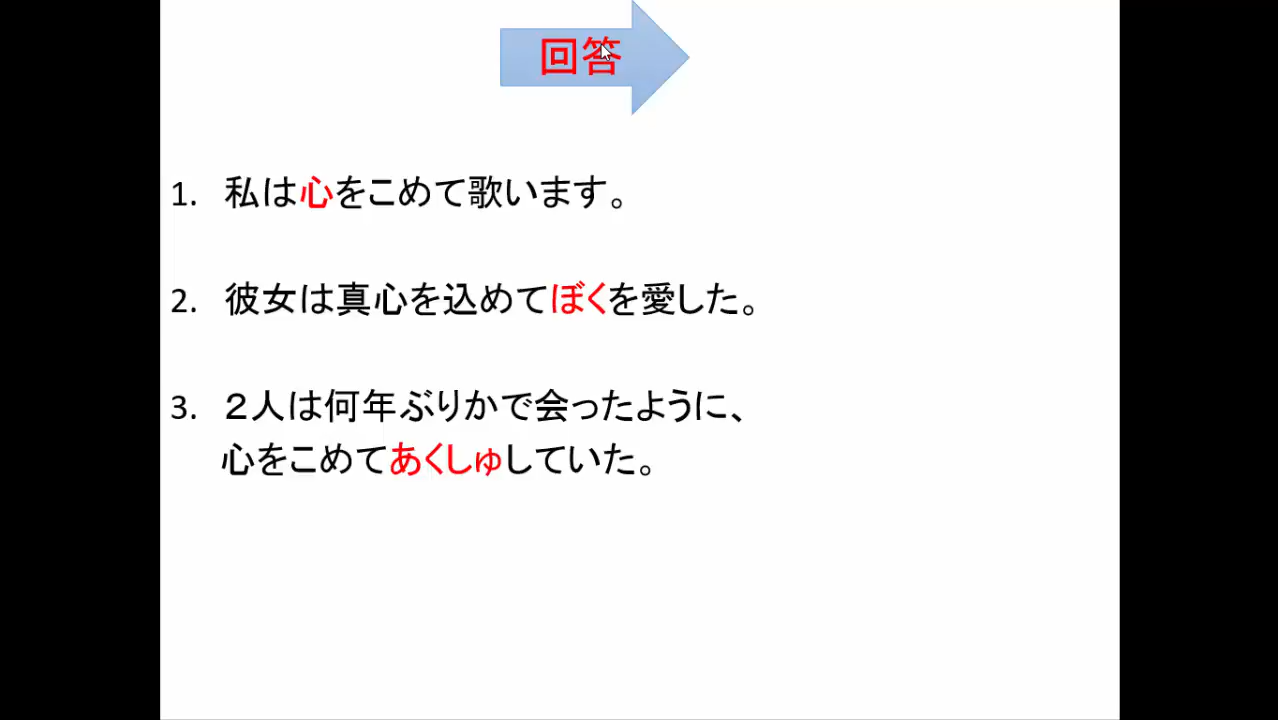 回答
1. 私は心をこめて歌います。
2. 彼女は真心を込めてぼくを愛した。
3. ２人は何年ぶりかで会ったように、
心をこめてあくしゅしていた。